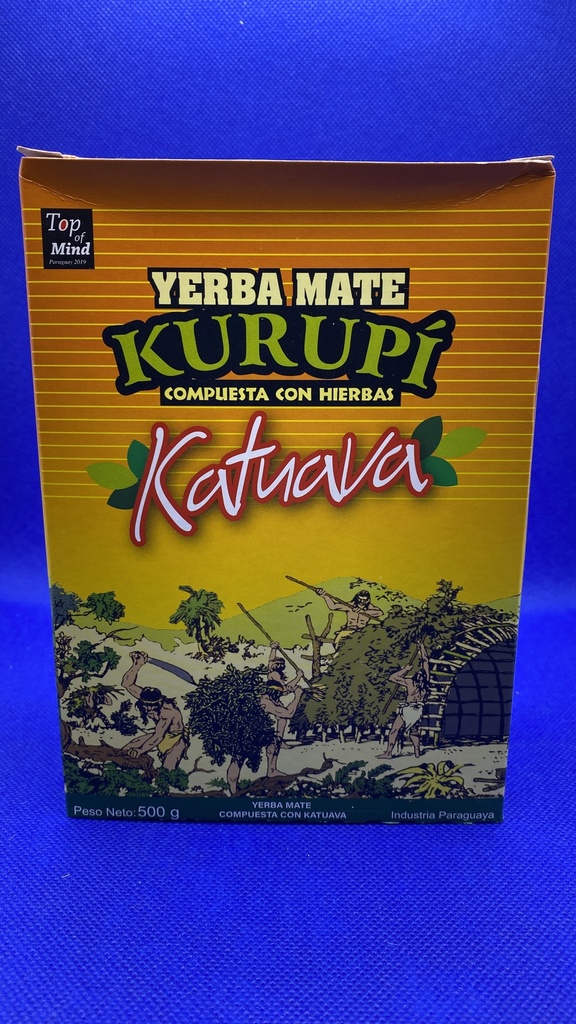 Top
of
Mind
Paraguay 2019
YERBA MATE
KURUPÍ
COMPUESTA CON HIERBAS
Katuava
Peso Neto: 500 g
YERBA MATE
COMPUESTA CON KATUAVA
Industria Paraguaya